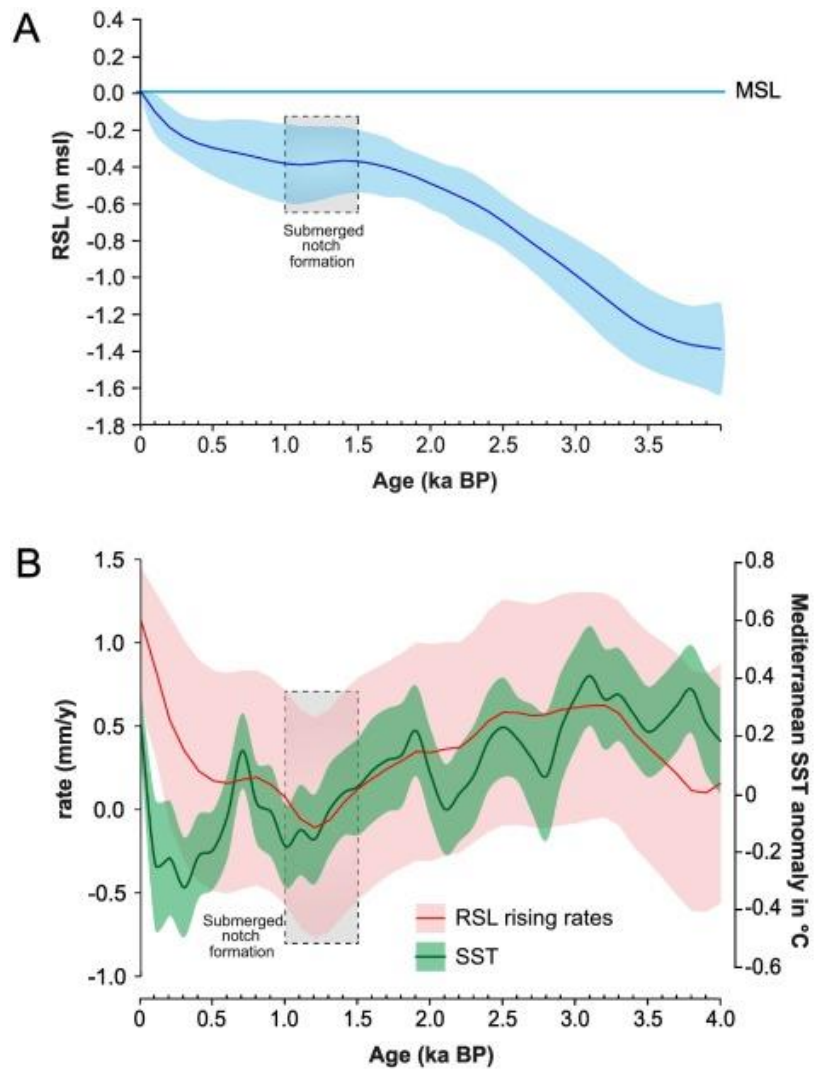 A
0.4
0.2
0.0
-0.2
-0.4
-0.6
-0.8
-1.0
-1.2
-1.4
-1.6
-1.8
RSL (m msl)
MSL
Submerged
notch
formation
0 0.5 1.0 1.5 2.0 2.5 3.0 3.5
Age (ka BP)
B
1.5
1.0
0.5
0.0
-0.5
-1.0
rate (mm/y)
0.8
0.6
0.4
0.2
0
-0.2
-0.4
-0.6
Mediterranean SST anomaly in °C
Submerged
notch
formation
RSL rising rates
SST
0 0.5 1.0 1.5 2.0 2.5 3.0 3.5 4.0
Age (ka BP)